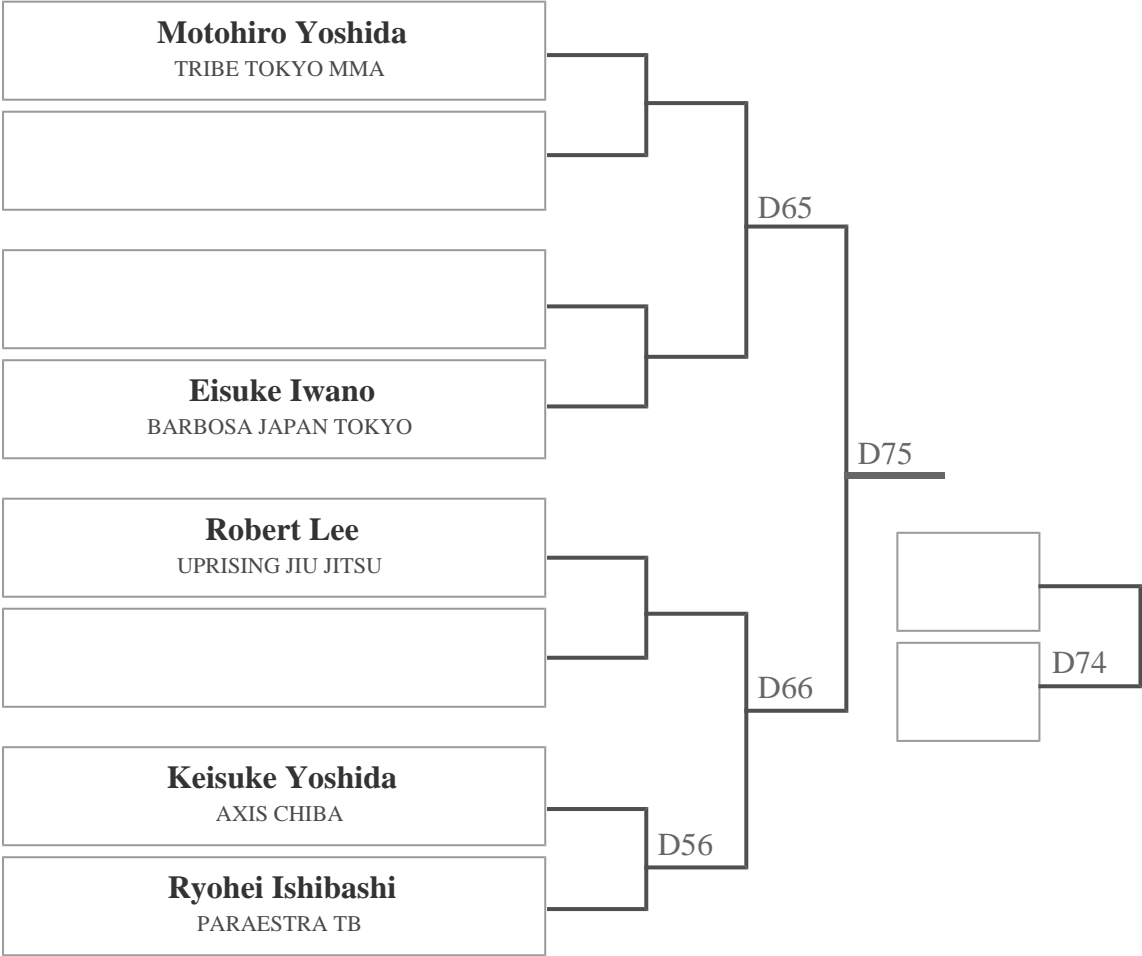 Motohiro Yoshida
TRIBE TOKYO MMA
D65
Eisuke Iwano
BARBOSA JAPAN TOKYO
D75
Robert Lee
UPRISING JIU JITSU
D74
D66
Keisuke Yoshida
AXIS CHIBA
D56
Ryohei Ishibashi
PARAESTRA TB